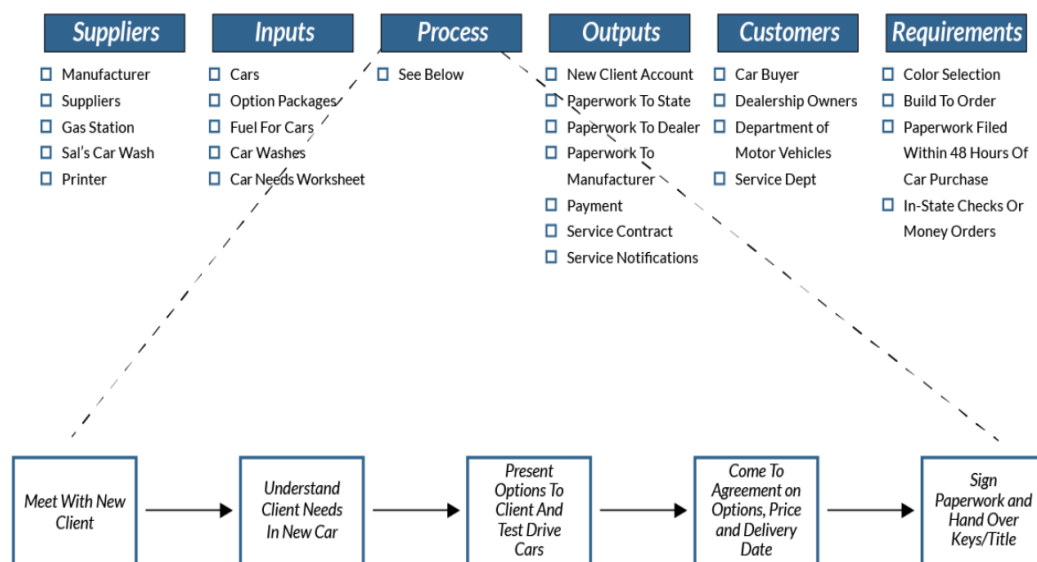 Suppliers
Manufacturer
Suppliers
Gas Station
Sal's Car Wash
Printer
Inputs
Cars
Option Packages
Fuel For Cars
Car Washes
Car Needs Worksheet
Process
See Below
Outputs
New Client Account
Paperwork To State
Paperwork To Dealer
Paperwork To
Manufacturer
Payment
Service Contract
Service Notifications
Customers
Car Buyer
Dealership Owners
Department of
Motor Vehicles
Service Dept
Requirements
Color Selection
Build To Order
Paperwork Filed
Within 48 Hours Of
Car Purchase
In-State Checks Or
Money Orders
Meet With New
Client
Understand
Client Needs
In New Car
Present
Options To
Client And
Test Drive
Cars
Come To
Agreement on
Options, Price
and Delivery
Date
Sign
Paperwork and
Hand Over
Keys/Title